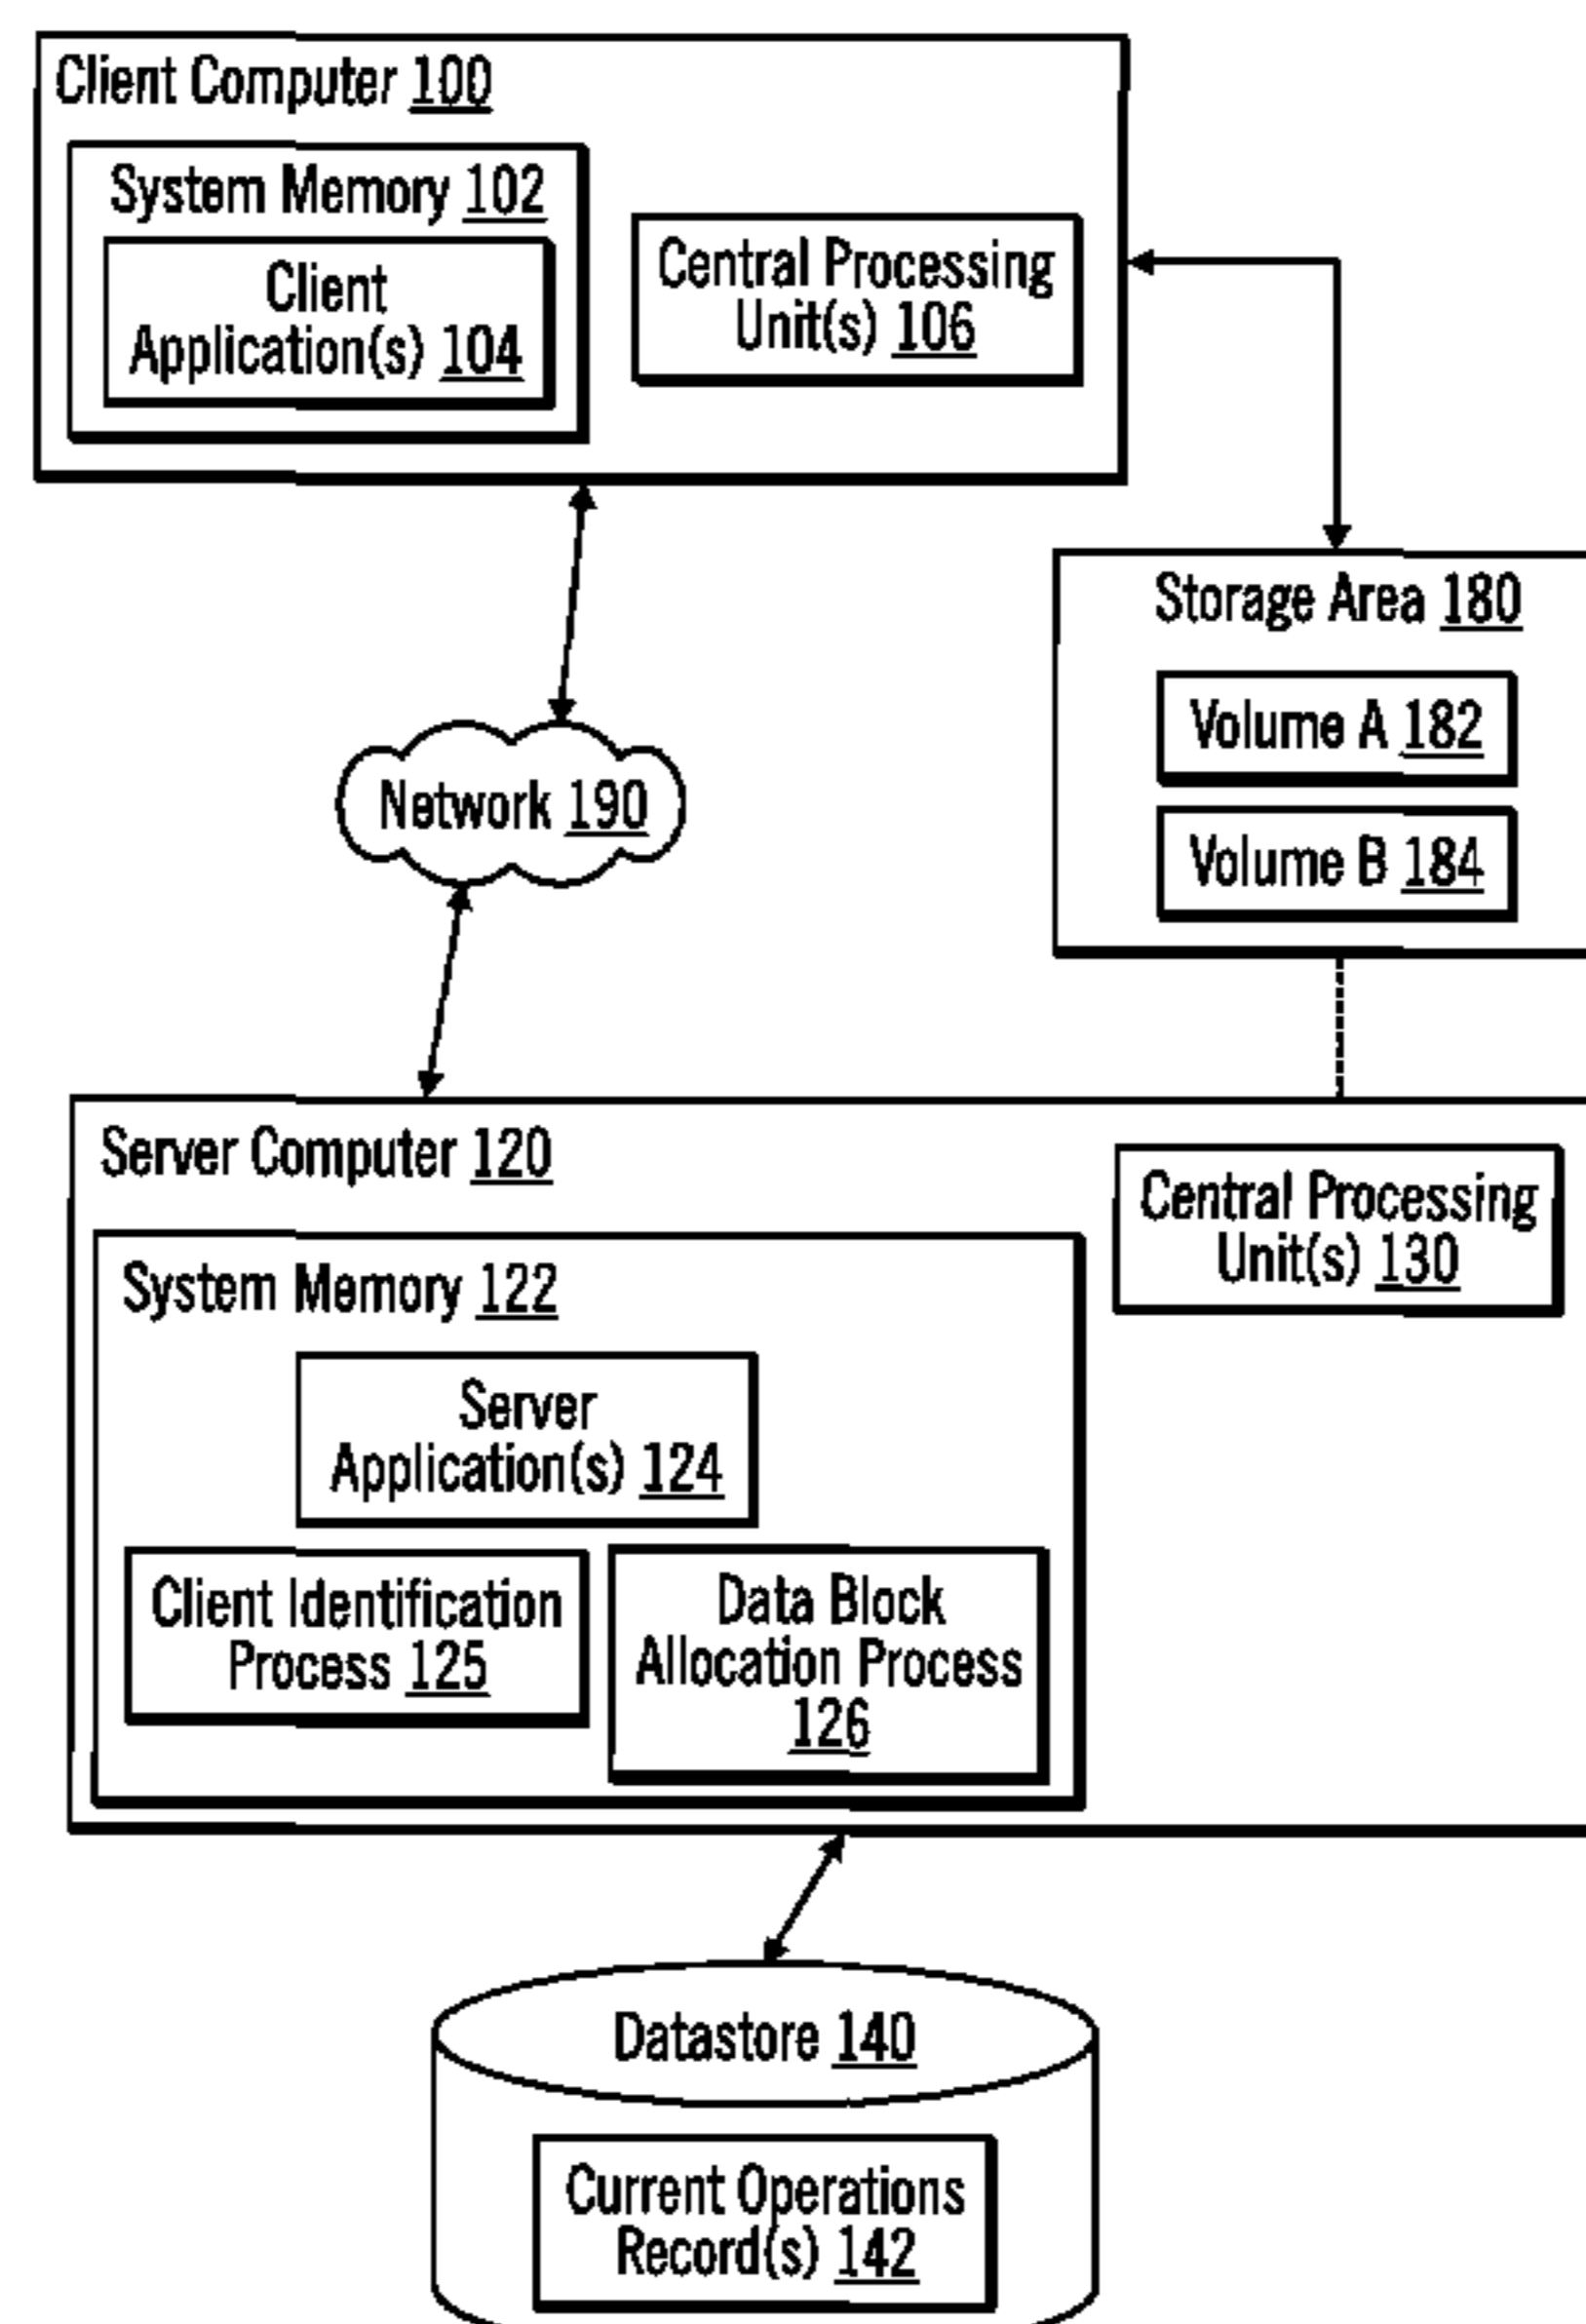 Client Computer 100
System Memory 102
Client
Application(s) 104
Central Processing
Unit(s) 106
Storage Area 180
Volume A 182
Volume B 184
Network 190
Server Computer 120
Central Processing
Unit(s) 130
System Memory 122
Server
Application(s) 124
Client Identification
Process 125
Data Block
Allocation Process
126
Datastore 140
Current Operations
Record(s) 142